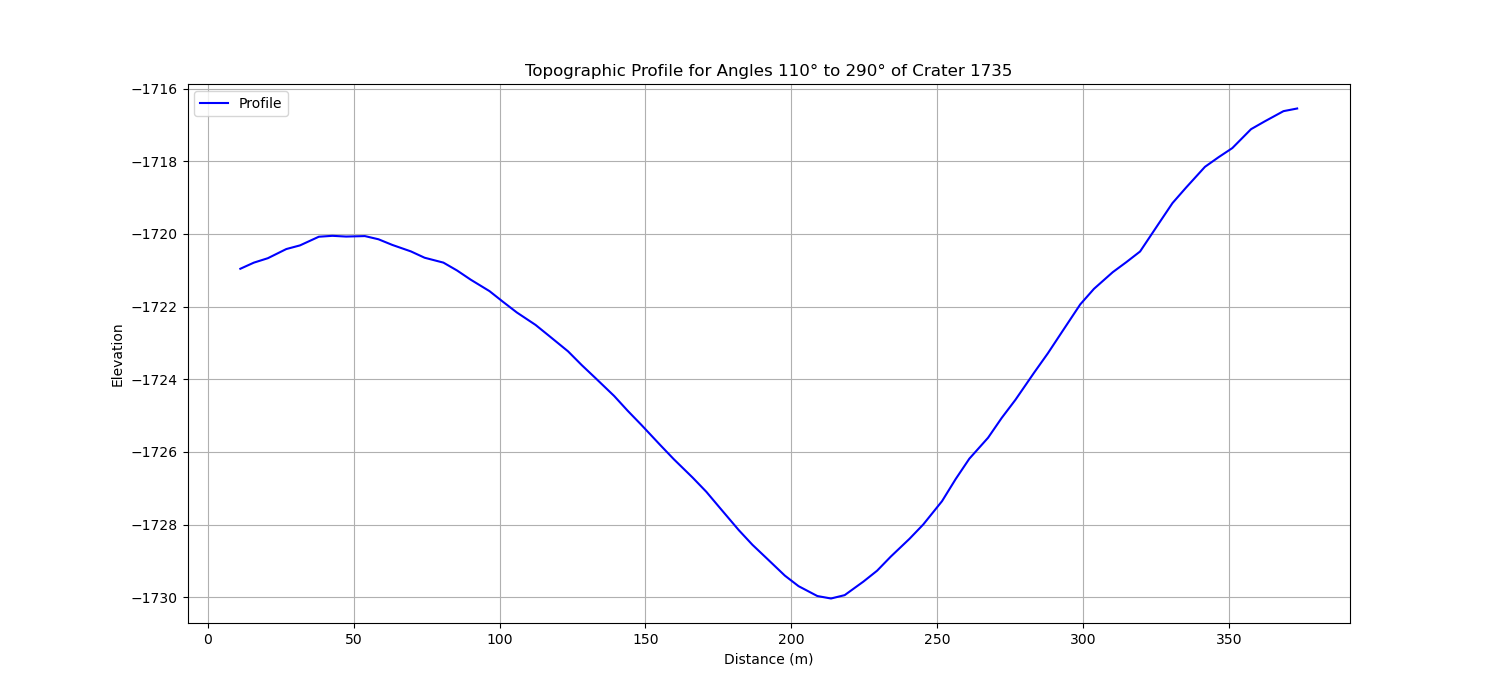 Topographic Profile for Angles 110° to 290° of Crater 1735
Profile
−1716
−1718
−1720
−1722
−1724
−1726
−1728
−1730
Elevation
0 50 100 150 200 250 300 350
Distance (m)